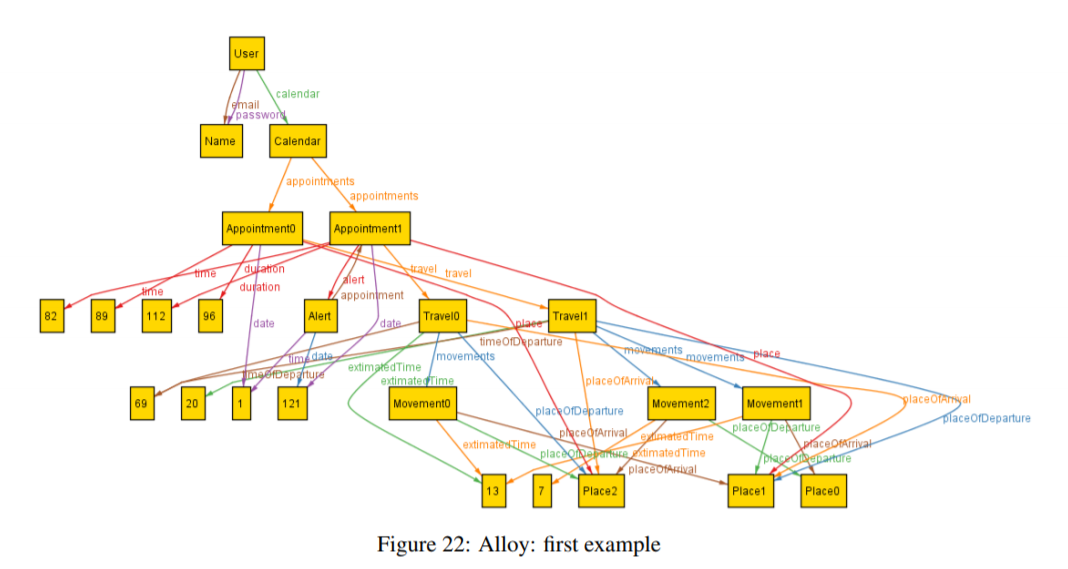 User
calendar
email
password
Name
Calendar
appointments
appointments
Appointment0
Appointment1
time
duration
travel
travel
alert
time
duration
appointment
82
89
112
96
Alert
Travel0
Travel1
date
date
place
timeOfDeparture
movements
movements
movements
place
time
date
estimatedTime
timeOfDeparture
estimatedTime
placeOfArrival
placeOfArrival
69
20
1
121
Movement0
Movement2
Movement1
placeOfDeparture
placeOfDeparture
placeOfDeparture
placeOfArrival
estimatedTime
estimatedTime
placeOfArrival
placeOfDeparture
estimatedTime
placeOfDeparture
placeOfArrival
13
7
Place2
Place1
Place0
Figure 22: Alloy: first example